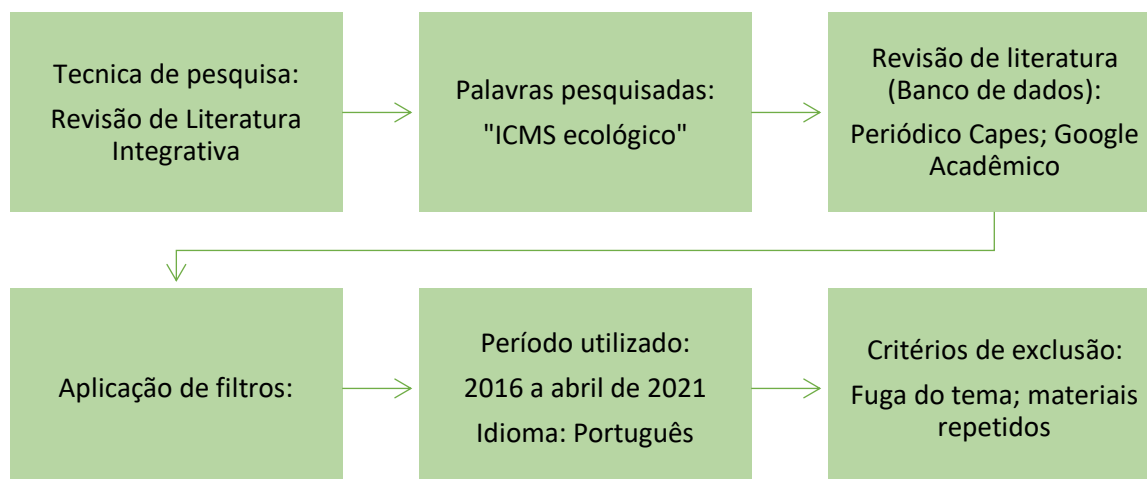 Tecnica de pesquisa:
Revisão de Literatura
Integrativa
Palavras pesquisadas:
"ICMS ecológico"
Revisão de literatura
(Banco de dados):
Periódico Capes; Google
Acadêmico
Aplicação de filtros:
Período utilizado:
2016 a abril de 2021
Idioma: Português
Critérios de exclusão:
Fuga do tema; materiais
repetidos